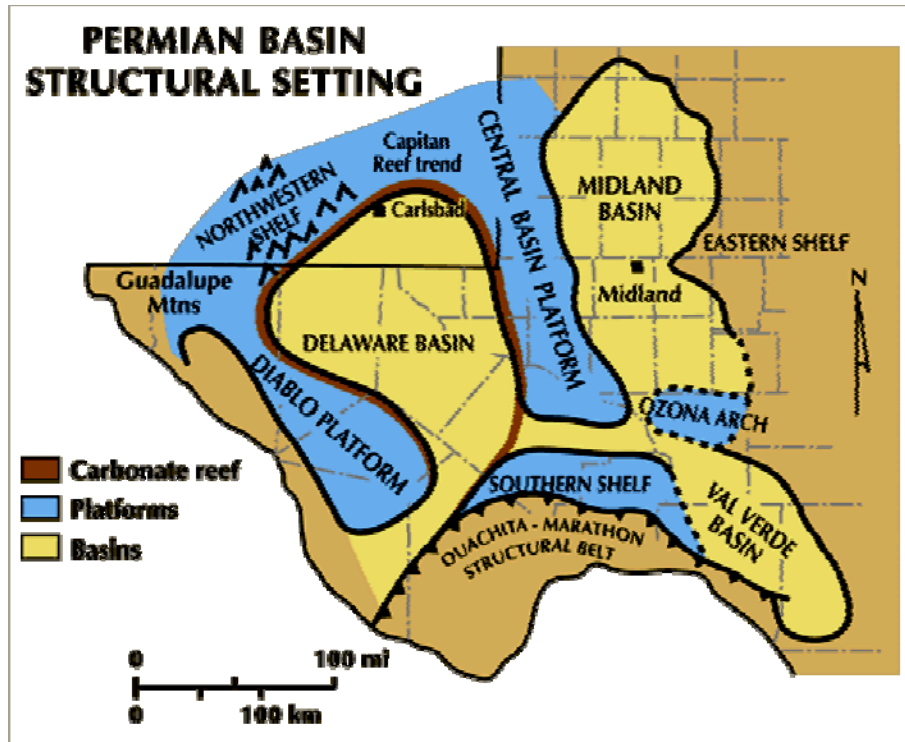 PERMIAN BASIN
STRUCTURAL SETTING
Capitan
Reef trend
NORTHWESTERN
SHELF
Carlsbad
CENTRAL BASIN PLATFORM
MIDLAND
BASIN
EASTERN SHELF
Midland
N
Guadalupe
Mtns
DELAWARE BASIN
DIABLO PLATFORM
OZONA ARCH
Carbonate reef
Platforms
Basins
SOUTHERN SHELF
VAL VERDE
BASIN
OUACHITA - MARATHON
STRUCTURAL BELT
0 100 mi
0 100 km